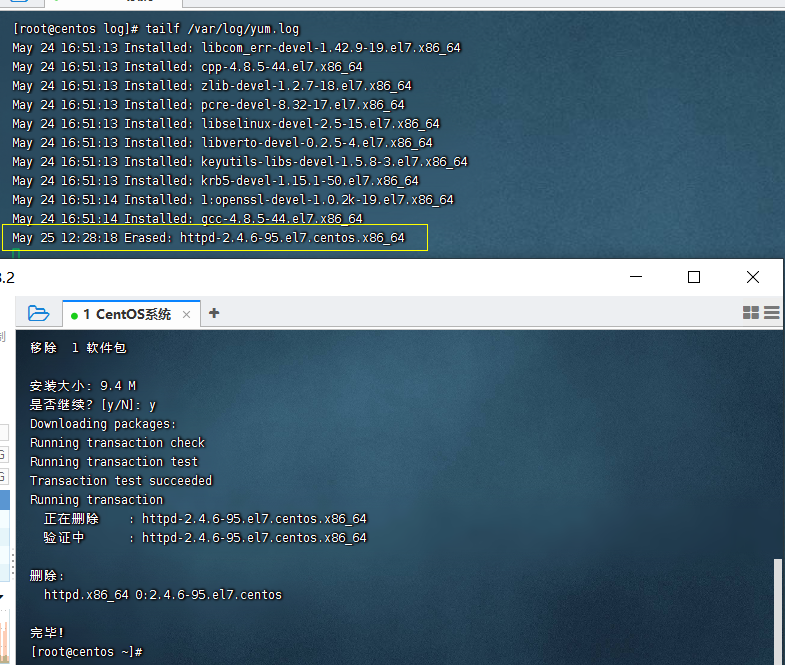 [root@centos log]# tailf /var/log/yum.log
May 24 16:51:13 Installed: libcom_err-devel-1.42.9-19.el7.x86_64
May 24 16:51:13 Installed: cpp-4.8.5-44.el7.x86_64
May 24 16:51:13 Installed: zlib-devel-1.2.7-18.el7.x86_64
May 24 16:51:13 Installed: pcre-devel-8.32-17.el7.x86_64
May 24 16:51:13 Installed: libselinux-devel-2.5-15.el7.x86_64
May 24 16:51:13 Installed: libverto-devel-0.2.5-4.el7.x86_64
May 24 16:51:13 Installed: keyutils-libs-devel-1.5.8-3.el7.x86_64
May 24 16:51:13 Installed: krb5-devel-1.15.1-50.el7.x86_64
May 24 16:51:14 Installed: 1:openssl-devel-1.0.2k-19.el7.x86_64
May 24 16:51:14 Installed: gcc-4.8.5-44.el7.x86_64
May 25 12:28:18 Erased: httpd-2.4.6-95.el7.centos.x86_64
.2
1 CentOS系统
移除  1 软件包
安装大小: 9.4 M
是否继续? [y/N]: y
Downloading packages:
Running transaction check
Running transaction test
Transaction test succeeded
Running transaction
正在删除    : httpd-2.4.6-95.el7.centos.x86_64
验证中      : httpd-2.4.6-95.el7.centos.x86_64
删除:
httpd.x86_64 0:2.4.6-95.el7.centos
完毕!
[root@centos ~]#